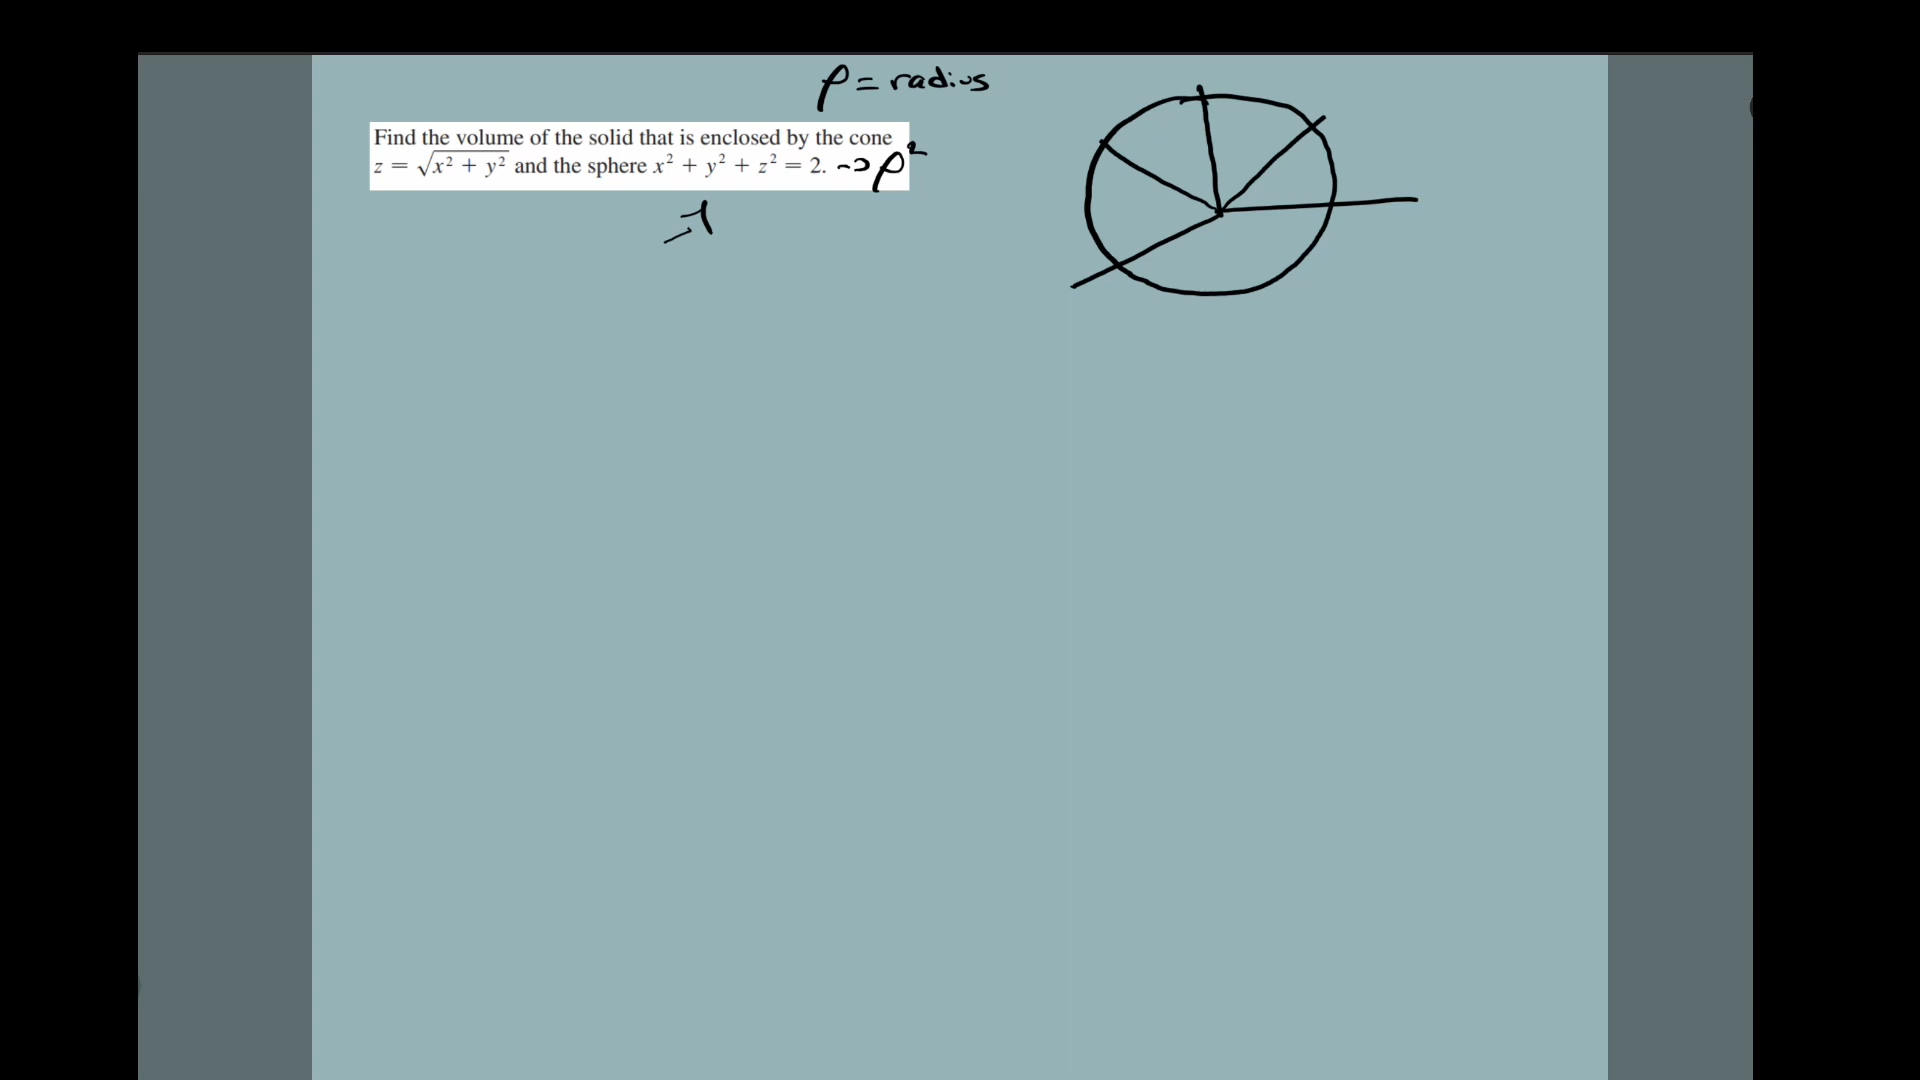 ρ = radius
Find the volume of the solid that is enclosed by the cone
z = √x² + y² and the sphere x² + y² + z² = 2. → ρ²